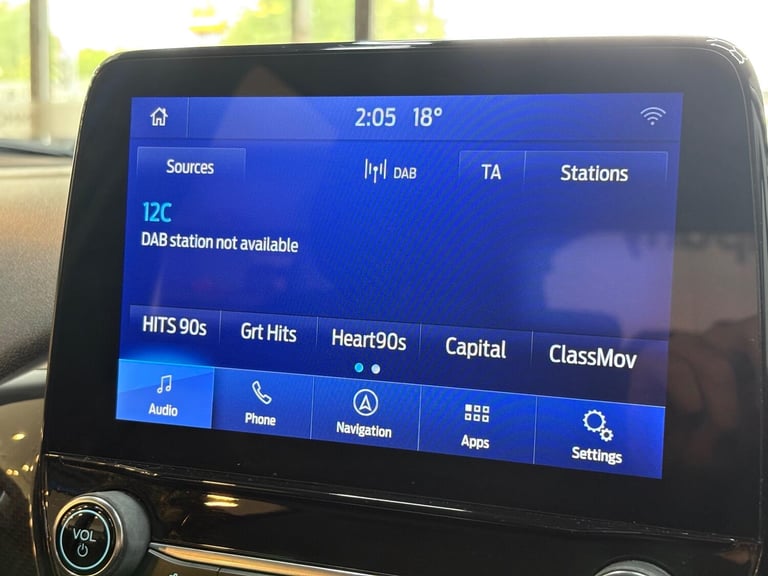 2:05 18°
Sources DAB TA Stations
12C
DAB station not available
HITS 90s Grt Hits Heart90s Capital ClassMov
Audio Phone Navigation Apps Settings
VOL